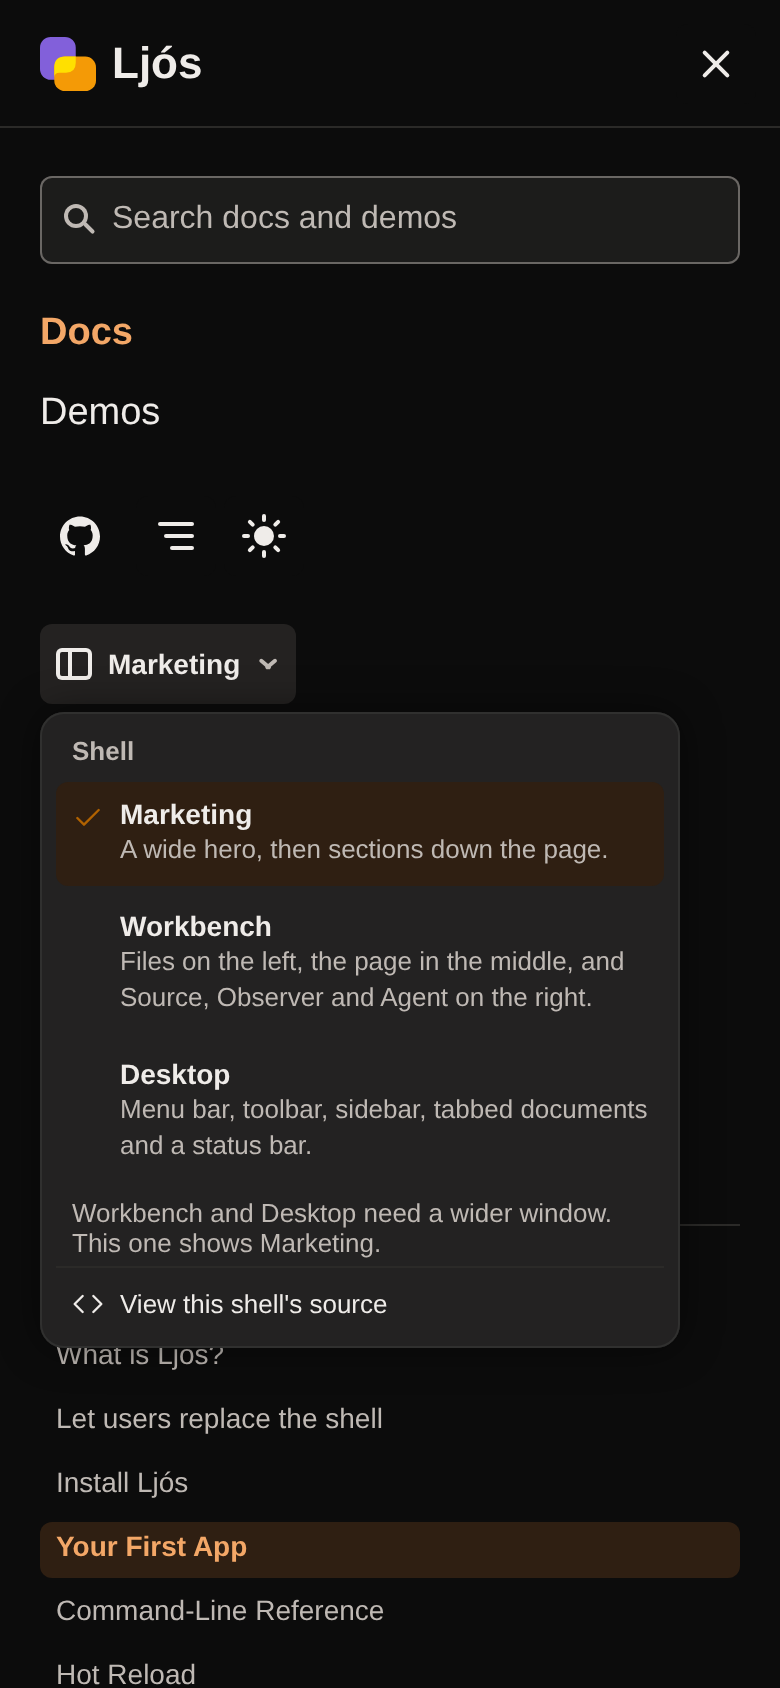 Ljós
Search docs and demos
Docs
Demos
Marketing
Shell
Marketing
A wide hero, then sections down the page.
Workbench
Files on the left, the page in the middle, and
Source, Observer and Agent on the right.
Desktop
Menu bar, toolbar, sidebar, tabbed documents
and a status bar.
Workbench and Desktop need a wider window.
This one shows Marketing.
View this shell's source
What is Ljós?
Let users replace the shell
Install Ljós
Your First App
Command-Line Reference
Hot Reload